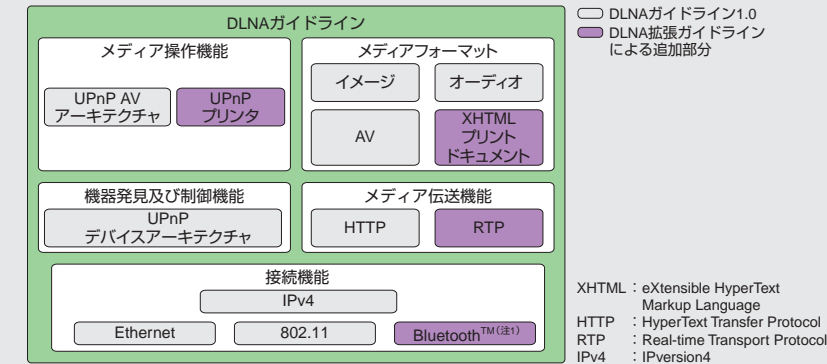 DLNAガイドライン
メディア操作機能
UPnP AV
アーキテクチャ
UPnP
プリンタ
メディアフォーマット
イメージ
オーディオ
AV
XHTML
プリント
ドキュメント
機器発見及び制御機能
UPnP
デバイスアーキテクチャ
メディア伝送機能
HTTP
RTP
接続機能
IPv4
Ethernet
802.11
Bluetooth™(注1)
DLNAガイドライン1.0
DLNA拡張ガイドライン
による追加部分
XHTML：eXtensible HyperText
Markup Language
HTTP ：HyperText Transfer Protocol
RTP ：Real-time Transport Protocol
IPv4 ：IPversion4